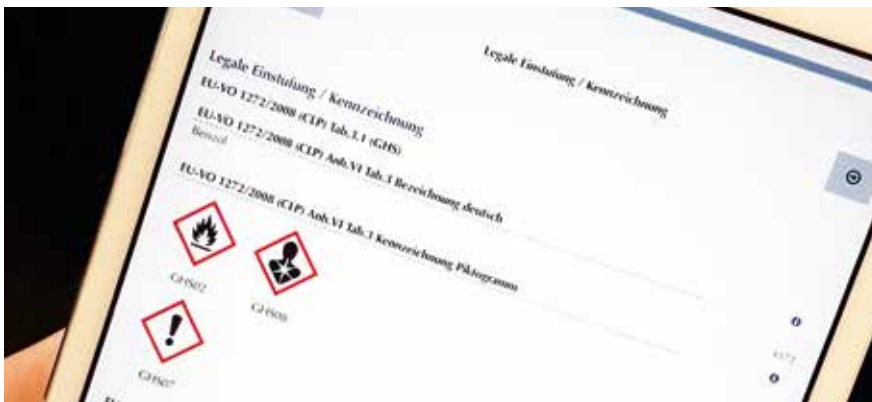 Legale Einstufung / Kennzeichnung
Legale Einstufung / Kennzeichnung
EU-VO 1272/2008 (CLP) Tab.3.1 (GHS)
EU-VO 1272/2008 (CLP) Anh.VI Tab.3 Bezeichnung deutsch
Benzol
EU-VO 1272/2008 (CLP) Anh.VI Tab.3 Kennzeichnung Piktogramm
GHS02
GHS08
GHS07